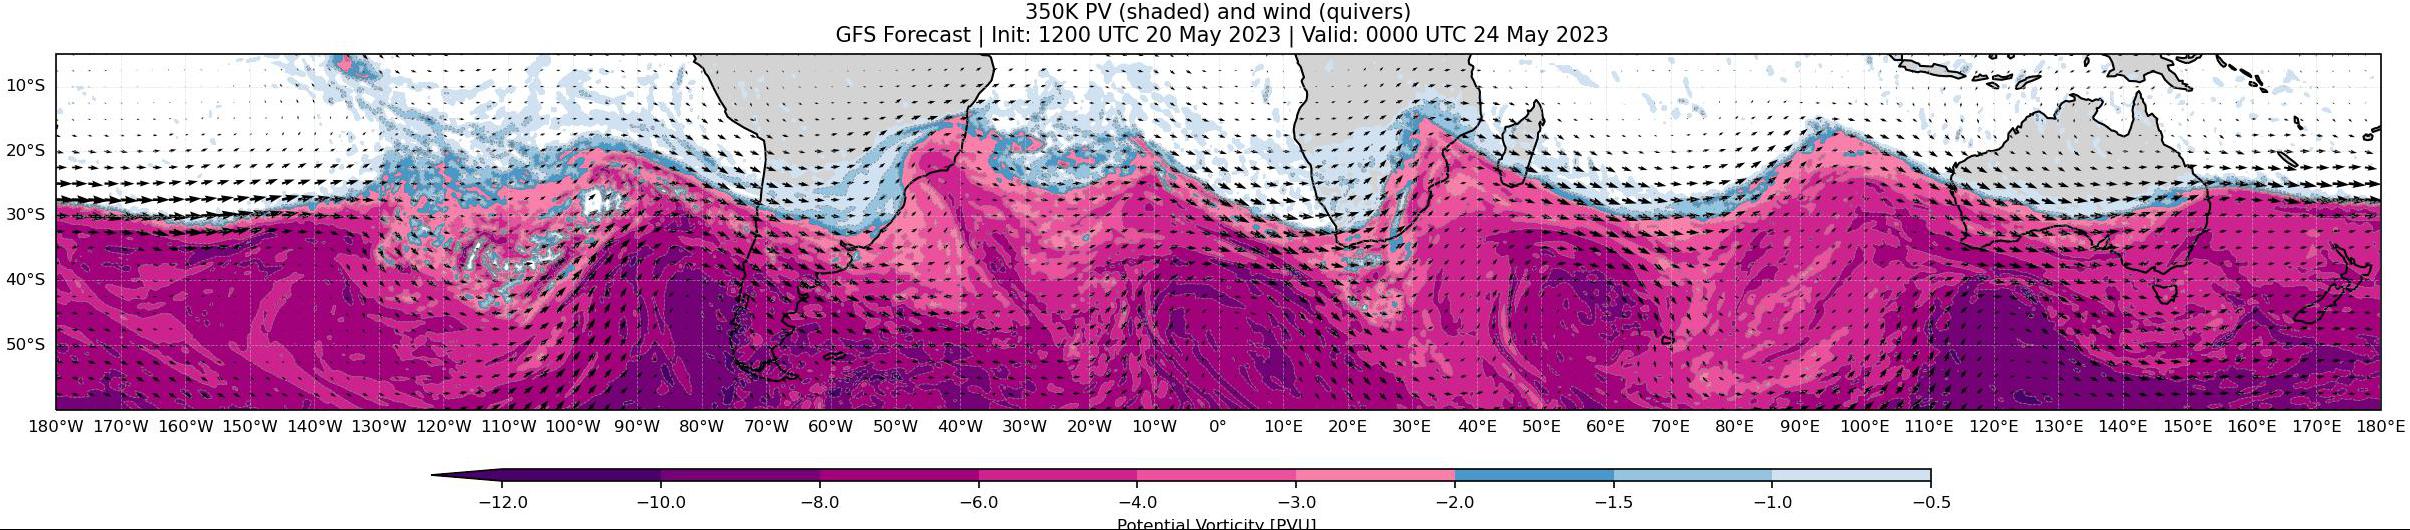 350K PV (shaded) and wind (quivers)
GFS Forecast | Init: 1200 UTC 20 May 2023 | Valid: 0000 UTC 24 May 2023
10°S
20°S
30°S
40°S
50°S
180°W 170°W 160°W 150°W 140°W 130°W 120°W 110°W 100°W 90°W 80°W 70°W 60°W 50°W 40°W 30°W 20°W 10°W 0° 10°E 20°E 30°E 40°E 50°E 60°E 70°E 80°E 90°E 100°E 110°E 120°E 130°E 140°E 150°E 160°E 170°E 180°E
−12.0 −10.0 −8.0 −6.0 −4.0 −3.0 −2.0 −1.5 −1.0 −0.5
Potential Vorticity [PVU]